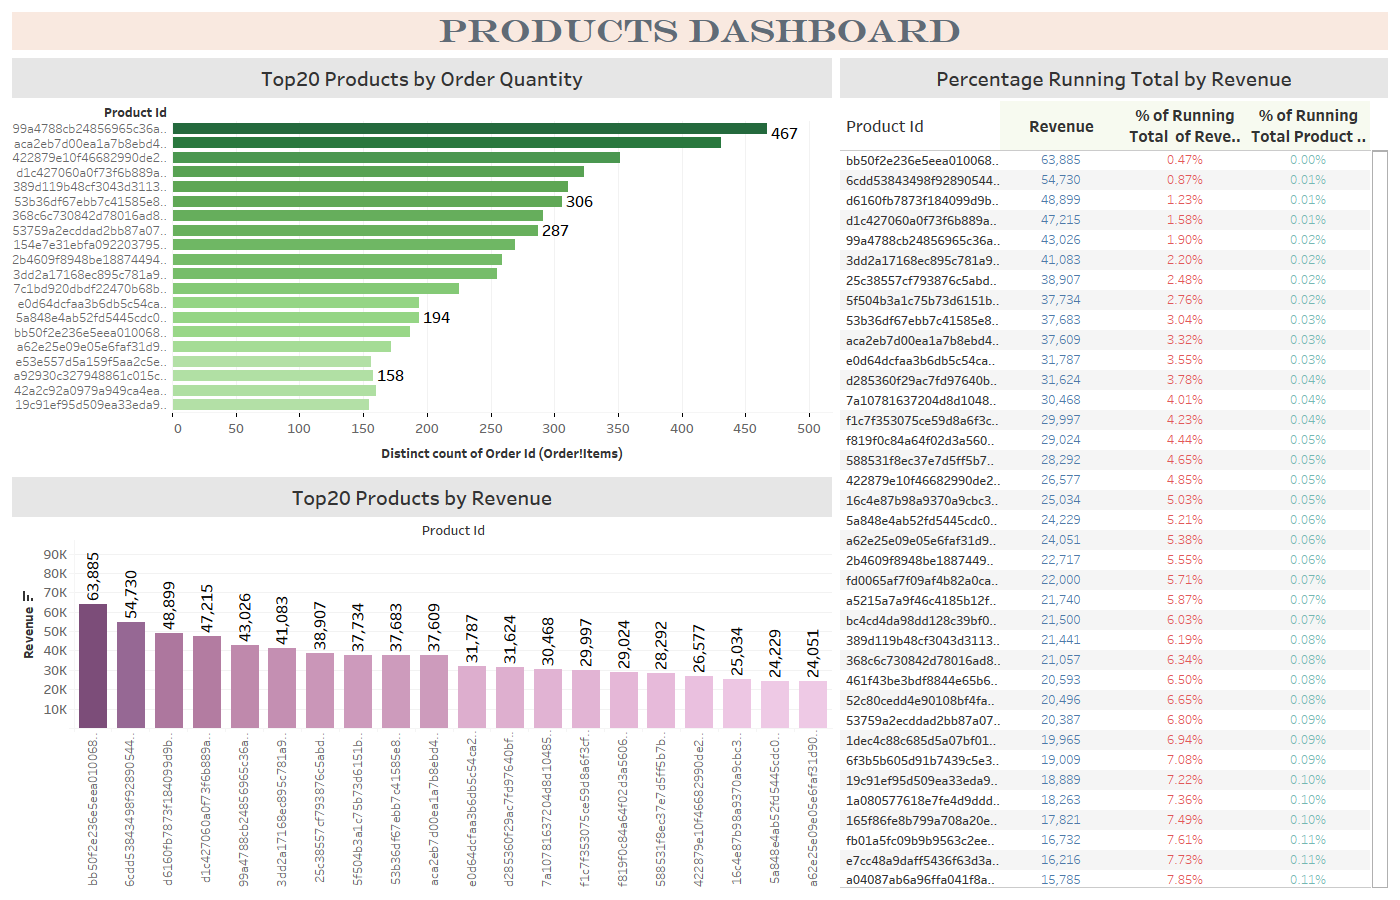 PRODUCTS DASHBOARD
Top20 Products by Order Quantity
Product Id
99a4788cb24856965c36a.. 467
aca2eb7d00ea1a7b8ebd4..
422879e10f46682990de2..
d1c427060a0f73f6b889a..
389d119b48cf3043d3113..
53b36df67ebb7c41585e8.. 306
368c6c730842d78016ad8..
53759a2ecddad2bb87a07.. 287
154e7e31ebfa092203795..
2b4609f8948be18874494..
3dd2a17168ec895c781a9..
7c1bd920dbdf22470b68b..
e0d64dcfaa3b6db5c54ca..
5a848e4ab52fd5445cdc0.. 194
bb50f2e236e5eea010068..
a62e25e09e05e6faf31d9..
e53e557d5a159f5aa2c5e..
a92930c327948861c015c.. 158
42a2c92a0979a949ca4ea..
19c91ef95d509ea33eda9..
0 50 100 150 200 250 300 350 400 450 500
Distinct count of Order Id (Order!Items)
Top20 Products by Revenue
Product Id
Revenue
90K
80K
70K
60K
50K
40K
30K
20K
10K
63,885 54,730 48,899 47,215 43,026 41,083 38,907 37,734 37,683 37,609 31,787 31,624 30,468 29,997 29,024 28,292 26,577 25,034 24,229 24,051
bb50f2e236e5eea010068..
6cdd53843498f92890544..
d6160fb7873f184099d9b..
d1c427060a0f73f6b889a..
99a4788cb24856965c36a..
3dd2a17168ec895c781a9..
25c38557cf793876c5abd..
5f504b3a1c75b73d6151b..
53b36df67ebb7c41585e8..
aca2eb7d00ea1a7b8ebd4..
e0d64dcfaa3b6db5c54ca2..
d285360f29ac7fd97640bf..
7a10781637204d8d10485..
f1c7f353075ce59d8a6f3cf..
f819f0c84a64f02d3a5606..
588531f8ec37e7d5ff5b7b..
422879e10f46682990de2..
16c4e87b98a9370a9cbc3..
5a848e4ab52fd5445cdc0..
a62e25e09e05e6faf31d90..
Percentage Running Total by Revenue
Product Id Revenue % of Running Total of Reve.. % of Running Total Product ..
bb50f2e236e5eea010068.. 63,885 0.47% 0.00%
6cdd53843498f92890544.. 54,730 0.87% 0.01%
d6160fb7873f184099d9b.. 48,899 1.23% 0.01%
d1c427060a0f73f6b889a.. 47,215 1.58% 0.01%
99a4788cb24856965c36a.. 43,026 1.90% 0.02%
3dd2a17168ec895c781a9.. 41,083 2.20% 0.02%
25c38557cf793876c5abd.. 38,907 2.48% 0.02%
5f504b3a1c75b73d6151b.. 37,734 2.76% 0.02%
53b36df67ebb7c41585e8.. 37,683 3.04% 0.03%
aca2eb7d00ea1a7b8ebd4.. 37,609 3.32% 0.03%
e0d64dcfaa3b6db5c54ca.. 31,787 3.55% 0.03%
d285360f29ac7fd97640b.. 31,624 3.78% 0.04%
7a10781637204d8d1048.. 30,468 4.01% 0.04%
f1c7f353075ce59d8a6f3c.. 29,997 4.23% 0.04%
f819f0c84a64f02d3a560.. 29,024 4.44% 0.05%
588531f8ec37e7d5ff5b7.. 28,292 4.65% 0.05%
422879e10f46682990de2.. 26,577 4.85% 0.05%
16c4e87b98a9370a9cbc3.. 25,034 5.03% 0.05%
5a848e4ab52fd5445cdc0.. 24,229 5.21% 0.06%
a62e25e09e05e6faf31d9.. 24,051 5.38% 0.06%
2b4609f8948be1887449.. 22,717 5.55% 0.06%
fd0065af7f09af4b82a0ca.. 22,000 5.71% 0.07%
a5215a7a9f46c4185b12f.. 21,740 5.87% 0.07%
bc4cd4da98dd128c39bf0.. 21,500 6.03% 0.07%
389d119b48cf3043d3113.. 21,441 6.19% 0.08%
368c6c730842d78016ad8.. 21,057 6.34% 0.08%
461f43be3bdf8844e65b6.. 20,593 6.50% 0.08%
52c80cedd4e90108bf4fa.. 20,496 6.65% 0.08%
53759a2ecddad2bb87a07.. 20,387 6.80% 0.09%
1dec4c88c685d5a07bf01.. 19,965 6.94% 0.09%
6f3b5b605d91b7439c5e3.. 19,009 7.08% 0.09%
19c91ef95d509ea33eda9.. 18,889 7.22% 0.10%
1a080577618e7fe4d9ddd.. 18,263 7.36% 0.10%
165f86fe8b799a708a20e.. 17,821 7.49% 0.10%
fb01a5fc09b9b9563c2ee.. 16,732 7.61% 0.11%
e7cc48a9daff5436f63d3a.. 16,216 7.73% 0.11%
a04087ab6a96ffa041f8a.. 15,785 7.85% 0.11%